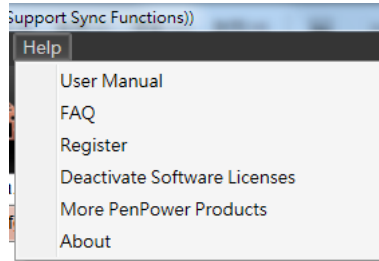 Support Sync Functions))
Help
User Manual
FAQ
Register
Deactivate Software Licenses
More PenPower Products
About